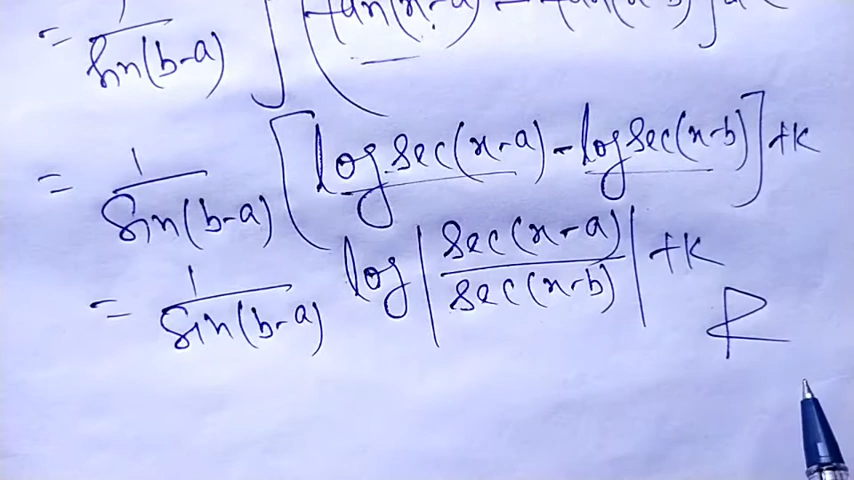 = 1/sin(b-a) ∫ (tan(x-a) - tan(x-b)) dx
= 1/sin(b-a) [log sec(x-a) - log sec(x-b)] + k
= 1/sin(b-a) log |sec(x-a)/sec(x-b)| + k